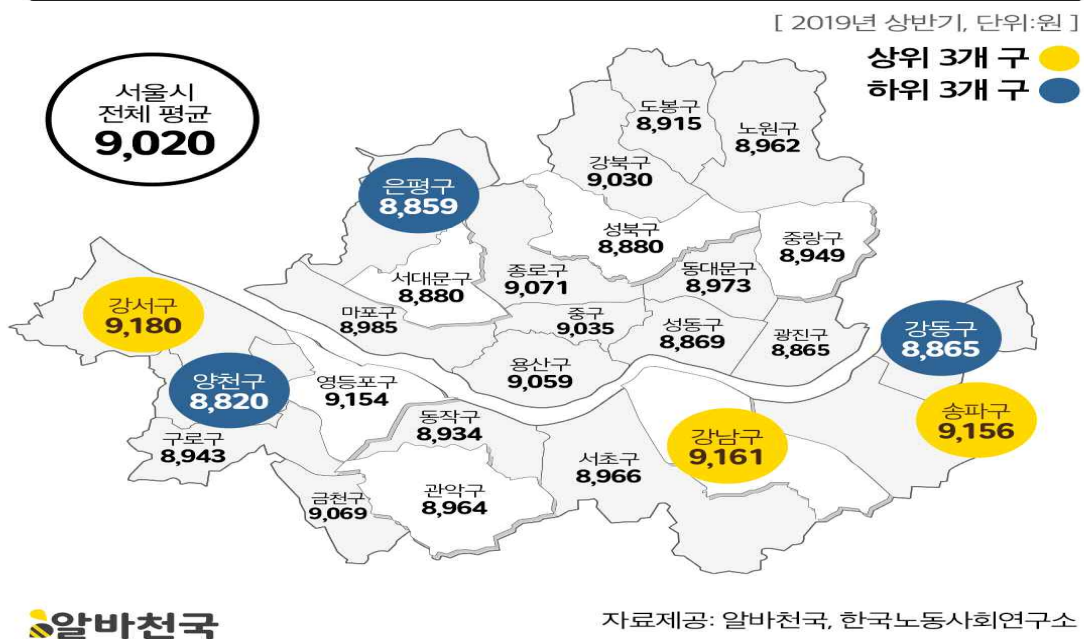 [ 2019년 상반기, 단위:원 ]
상위 3개 구
하위 3개 구
서울시
전체 평균
9,020
도봉구
8,915
노원구
8,962
강북구
9,030
은평구
8,859
성북구
8,880
중랑구
8,949
서대문구
8,880
종로구
9,071
동대문구
8,973
강서구
9,180
마포구
8,985
중구
9,035
성동구
8,869
광진구
8,865
강동구
8,865
용산구
9,059
양천구
8,820
영등포구
9,154
동작구
8,934
강남구
9,161
송파구
9,156
구로구
8,943
서초구
8,966
금천구
9,069
관악구
8,964
알바천국
자료제공: 알바천국, 한국노동사회연구소